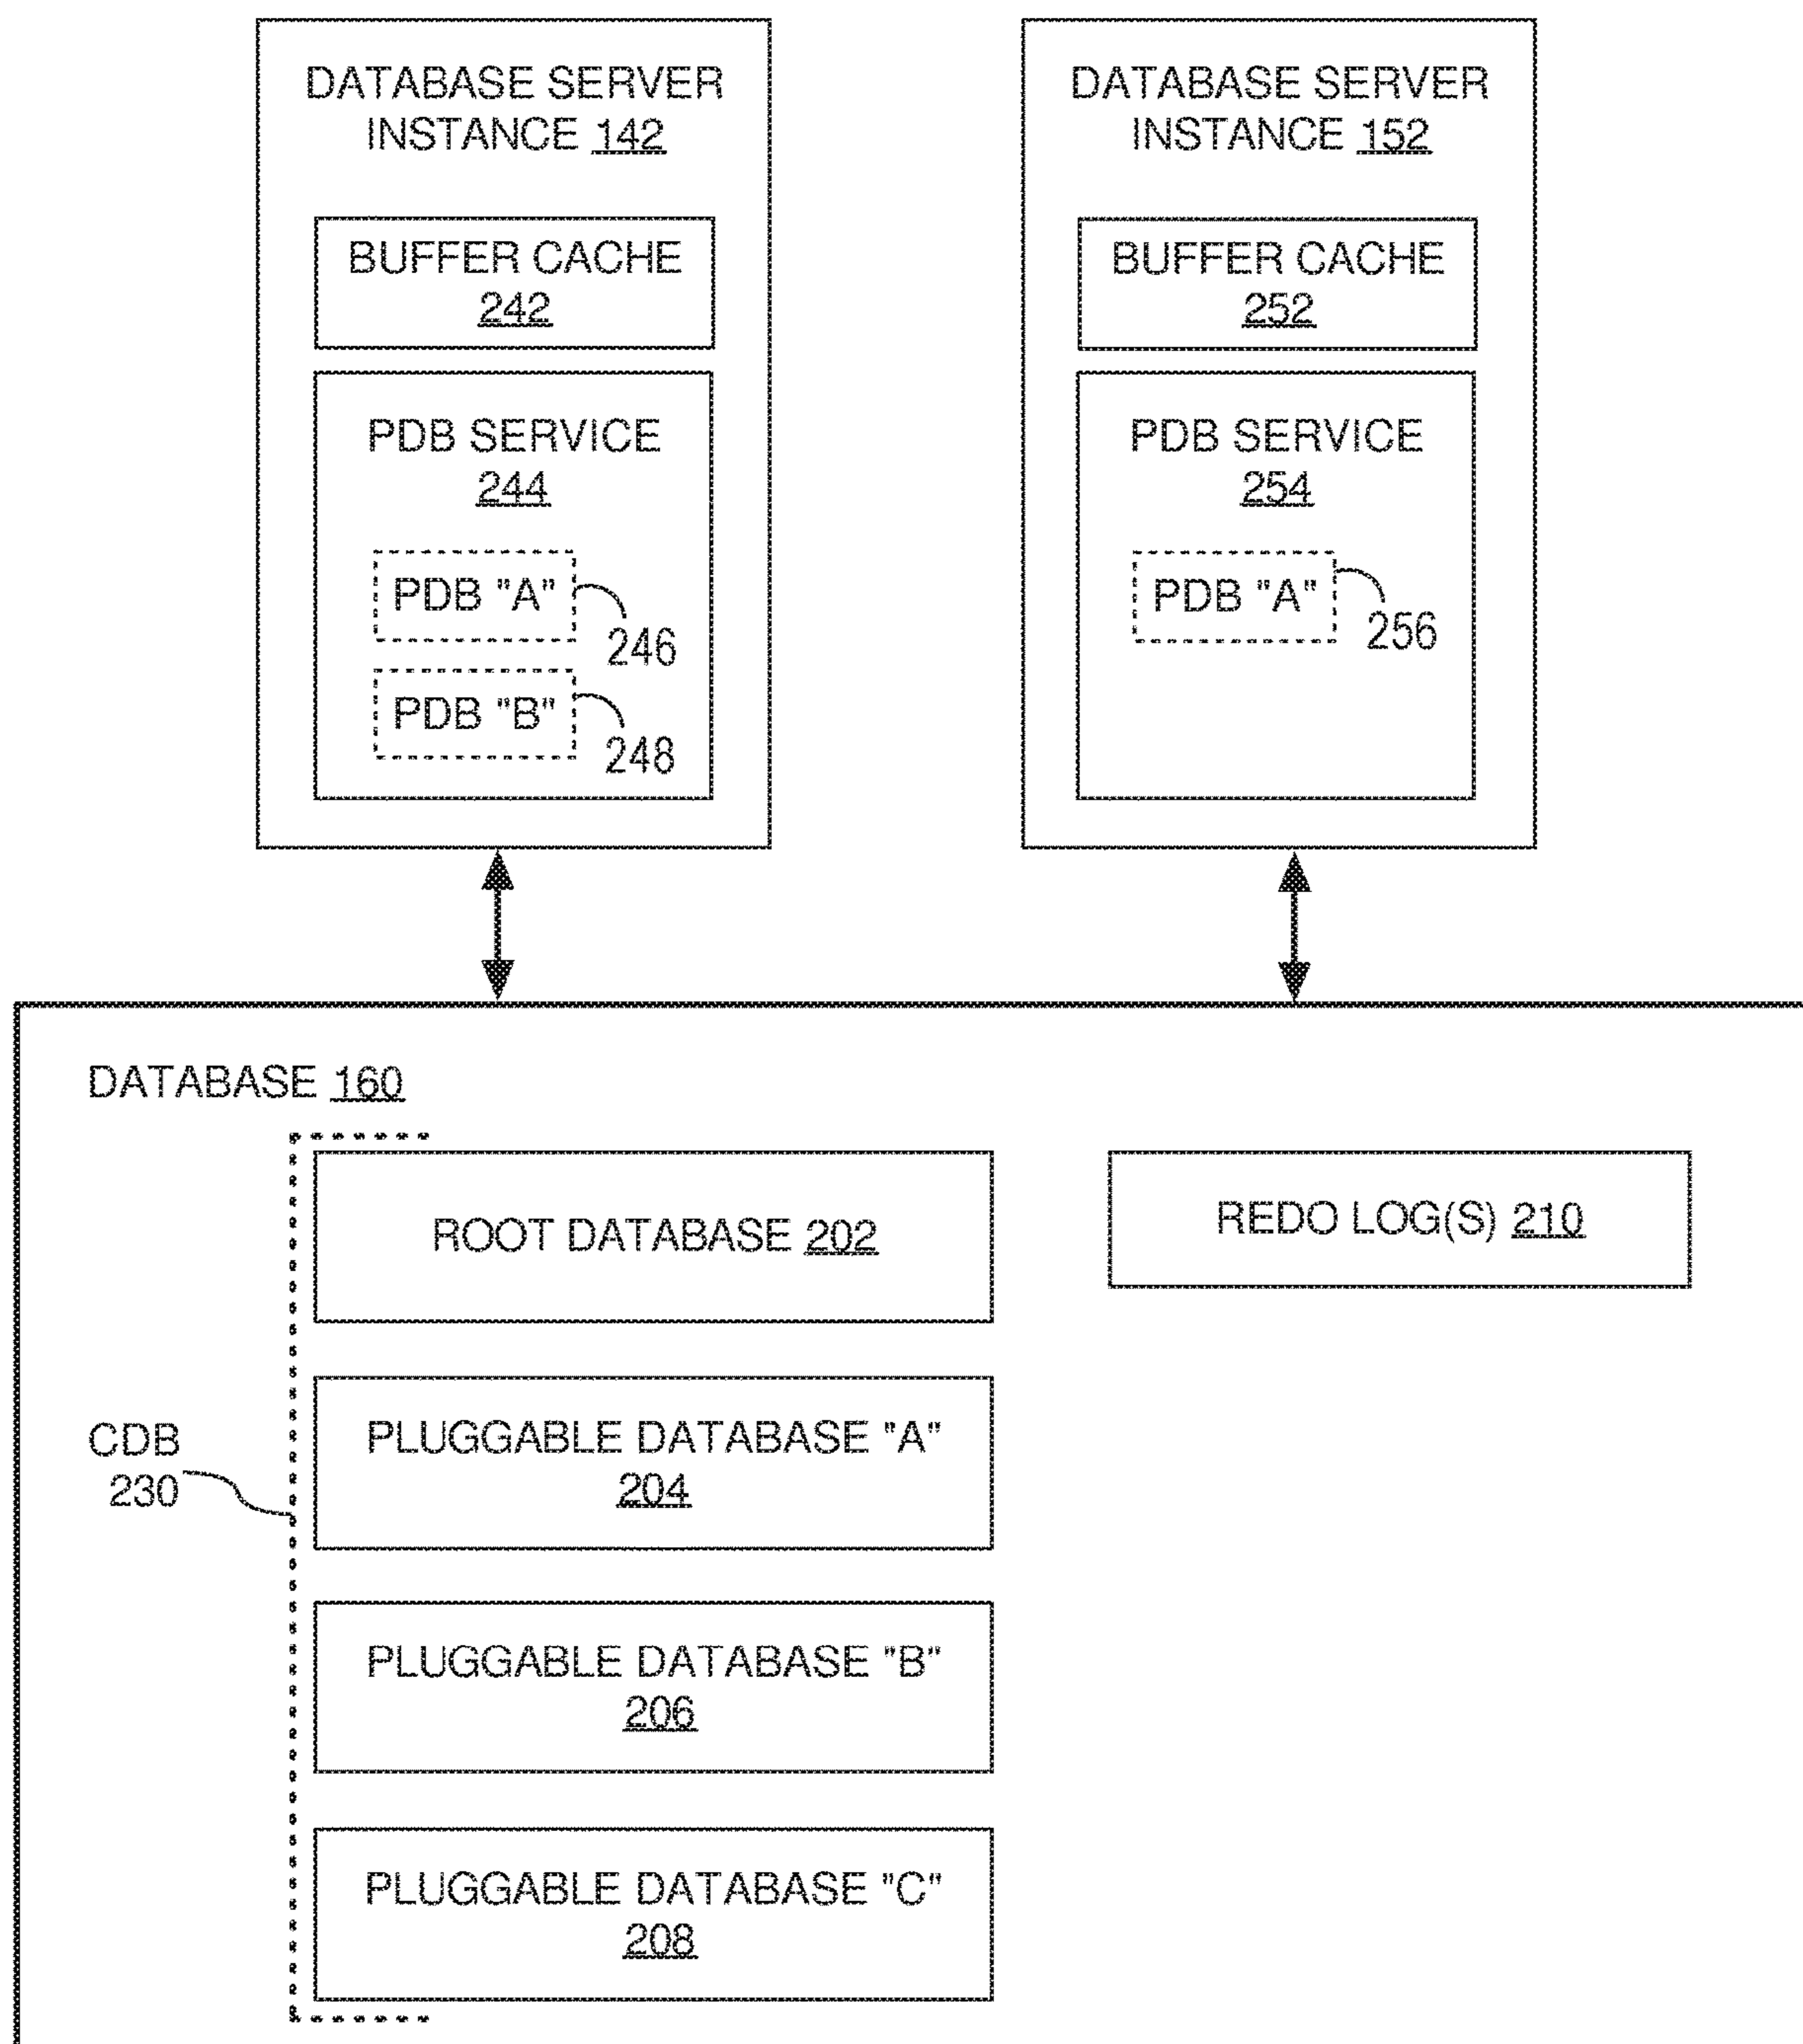 DATABASE SERVER
INSTANCE 142
BUFFER CACHE
242
PDB SERVICE
244
PDB "A"
246
PDB "B"
248
DATABASE SERVER
INSTANCE 152
BUFFER CACHE
252
PDB SERVICE
254
PDB "A"
256
DATABASE 160
ROOT DATABASE 202
REDO LOG(S) 210
CDB
230
PLUGGABLE DATABASE "A"
204
PLUGGABLE DATABASE "B"
206
PLUGGABLE DATABASE "C"
208